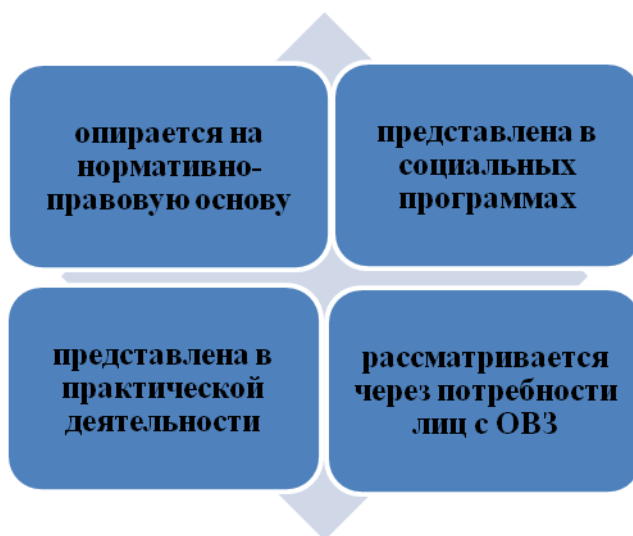 опирается на
нормативно-
правовую основу
представлена в
социальных
программах
представлена в
практической
деятельности
рассматривается
через потребности
лиц с ОВЗ